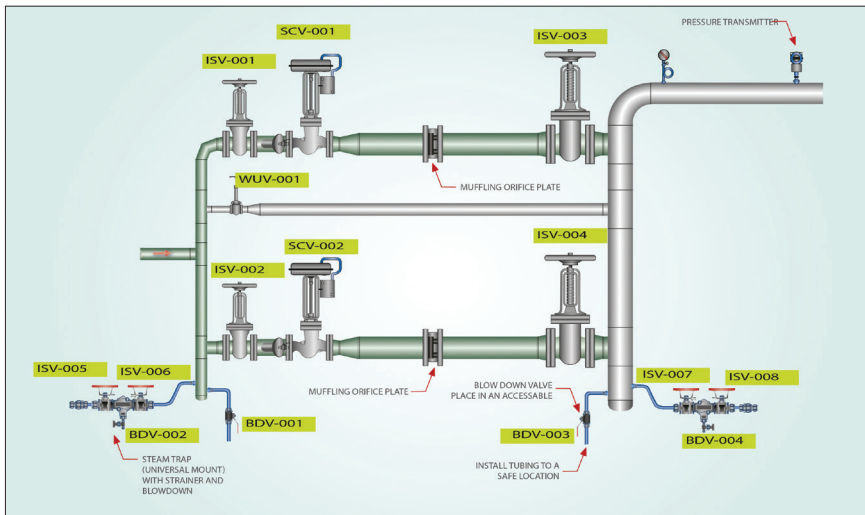 PRESSURE TRANSMITTER
SCV-001
ISV-003
ISV-001
MUFFLING ORIFICE PLATE
WUV-001
SCV-002
ISV-004
ISV-002
ISV-005
ISV-006
MUFFLING ORIFICE PLATE
BLOW DOWN VALVE
PLACE IN AN ACCESSABLE
ISV-007
ISV-008
BDV-002
BDV-001
BDV-003
BDV-004
STEAM TRAP
(UNIVERSAL MOUNT)
WITH STRAINER AND
BLOWDOWN
INSTALL TUBING TO A
SAFE LOCATION